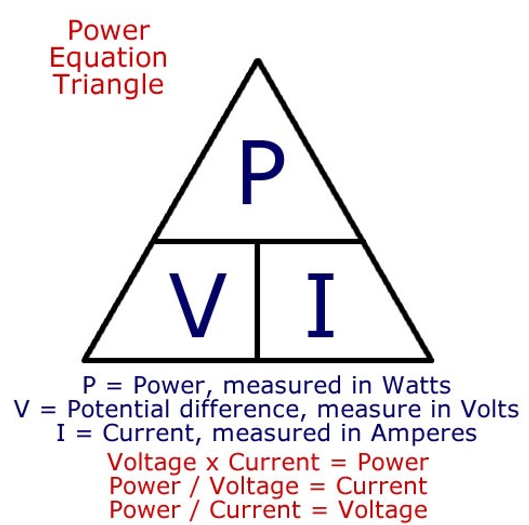 Power
Equation
Triangle
P
V I
P = Power, measured in Watts
V = Potential difference, measure in Volts
I = Current, measured in Amperes
Voltage x Current = Power
Power / Voltage = Current
Power / Current = Voltage